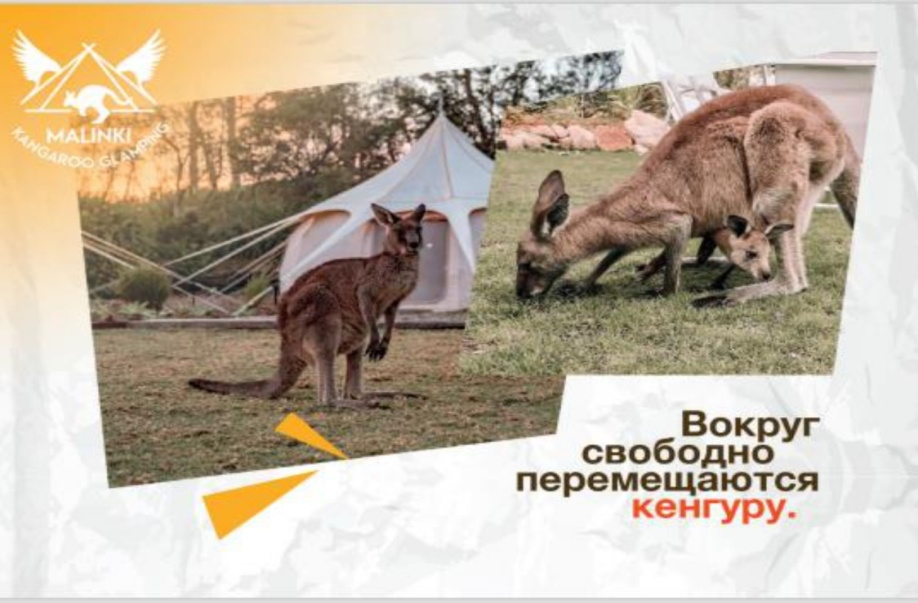 MALINKI
KANGAROO GLAMPING
Вокруг
свободно
перемещаются
кенгуру.